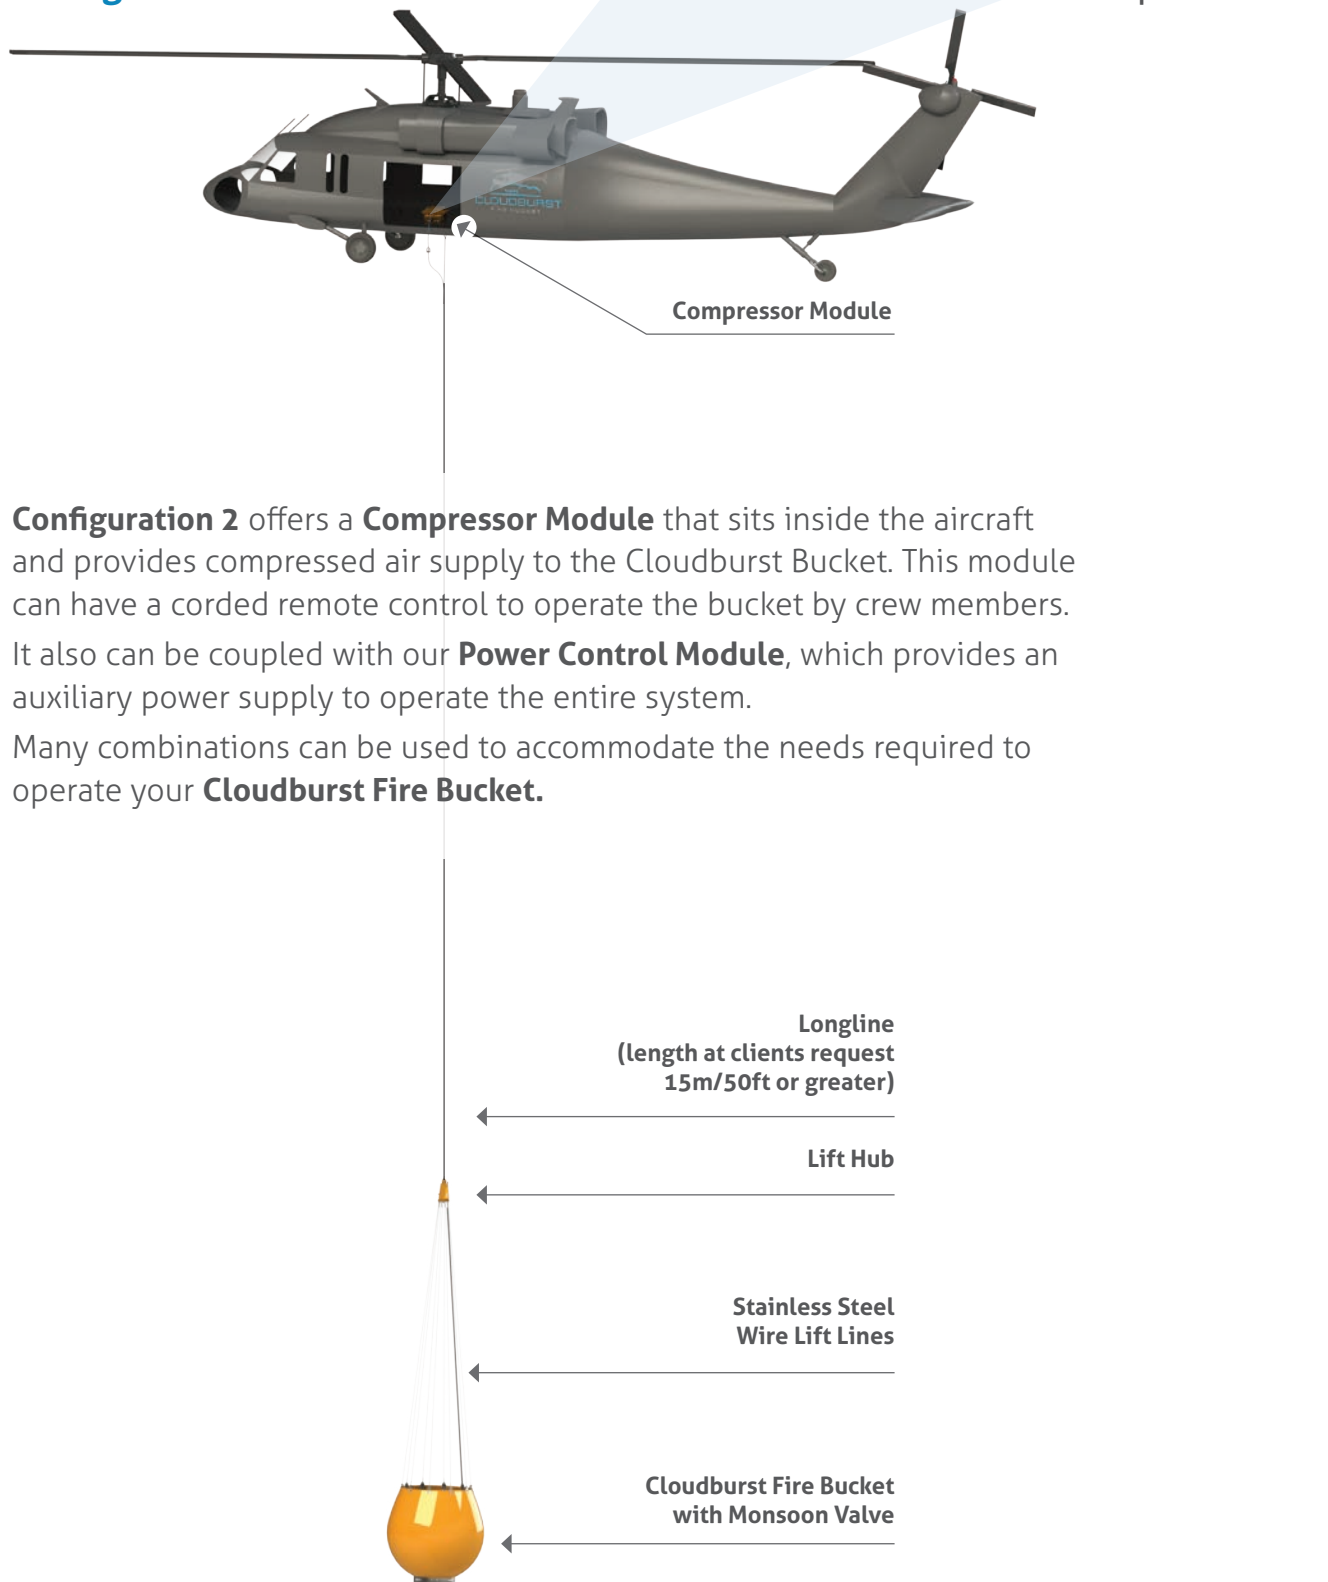 CLOUDBURST
FIRE BUCKET
Compressor Module
Configuration 2 offers a Compressor Module that sits inside the aircraft
and provides compressed air supply to the Cloudburst Bucket. This module
can have a corded remote control to operate the bucket by crew members.
It also can be coupled with our Power Control Module, which provides an
auxiliary power supply to operate the entire system.
Many combinations can be used to accommodate the needs required to
operate your Cloudburst Fire Bucket.
Longline
(length at clients request
15m/50ft or greater)
Lift Hub
Stainless Steel
Wire Lift Lines
Cloudburst Fire Bucket
with Monsoon Valve